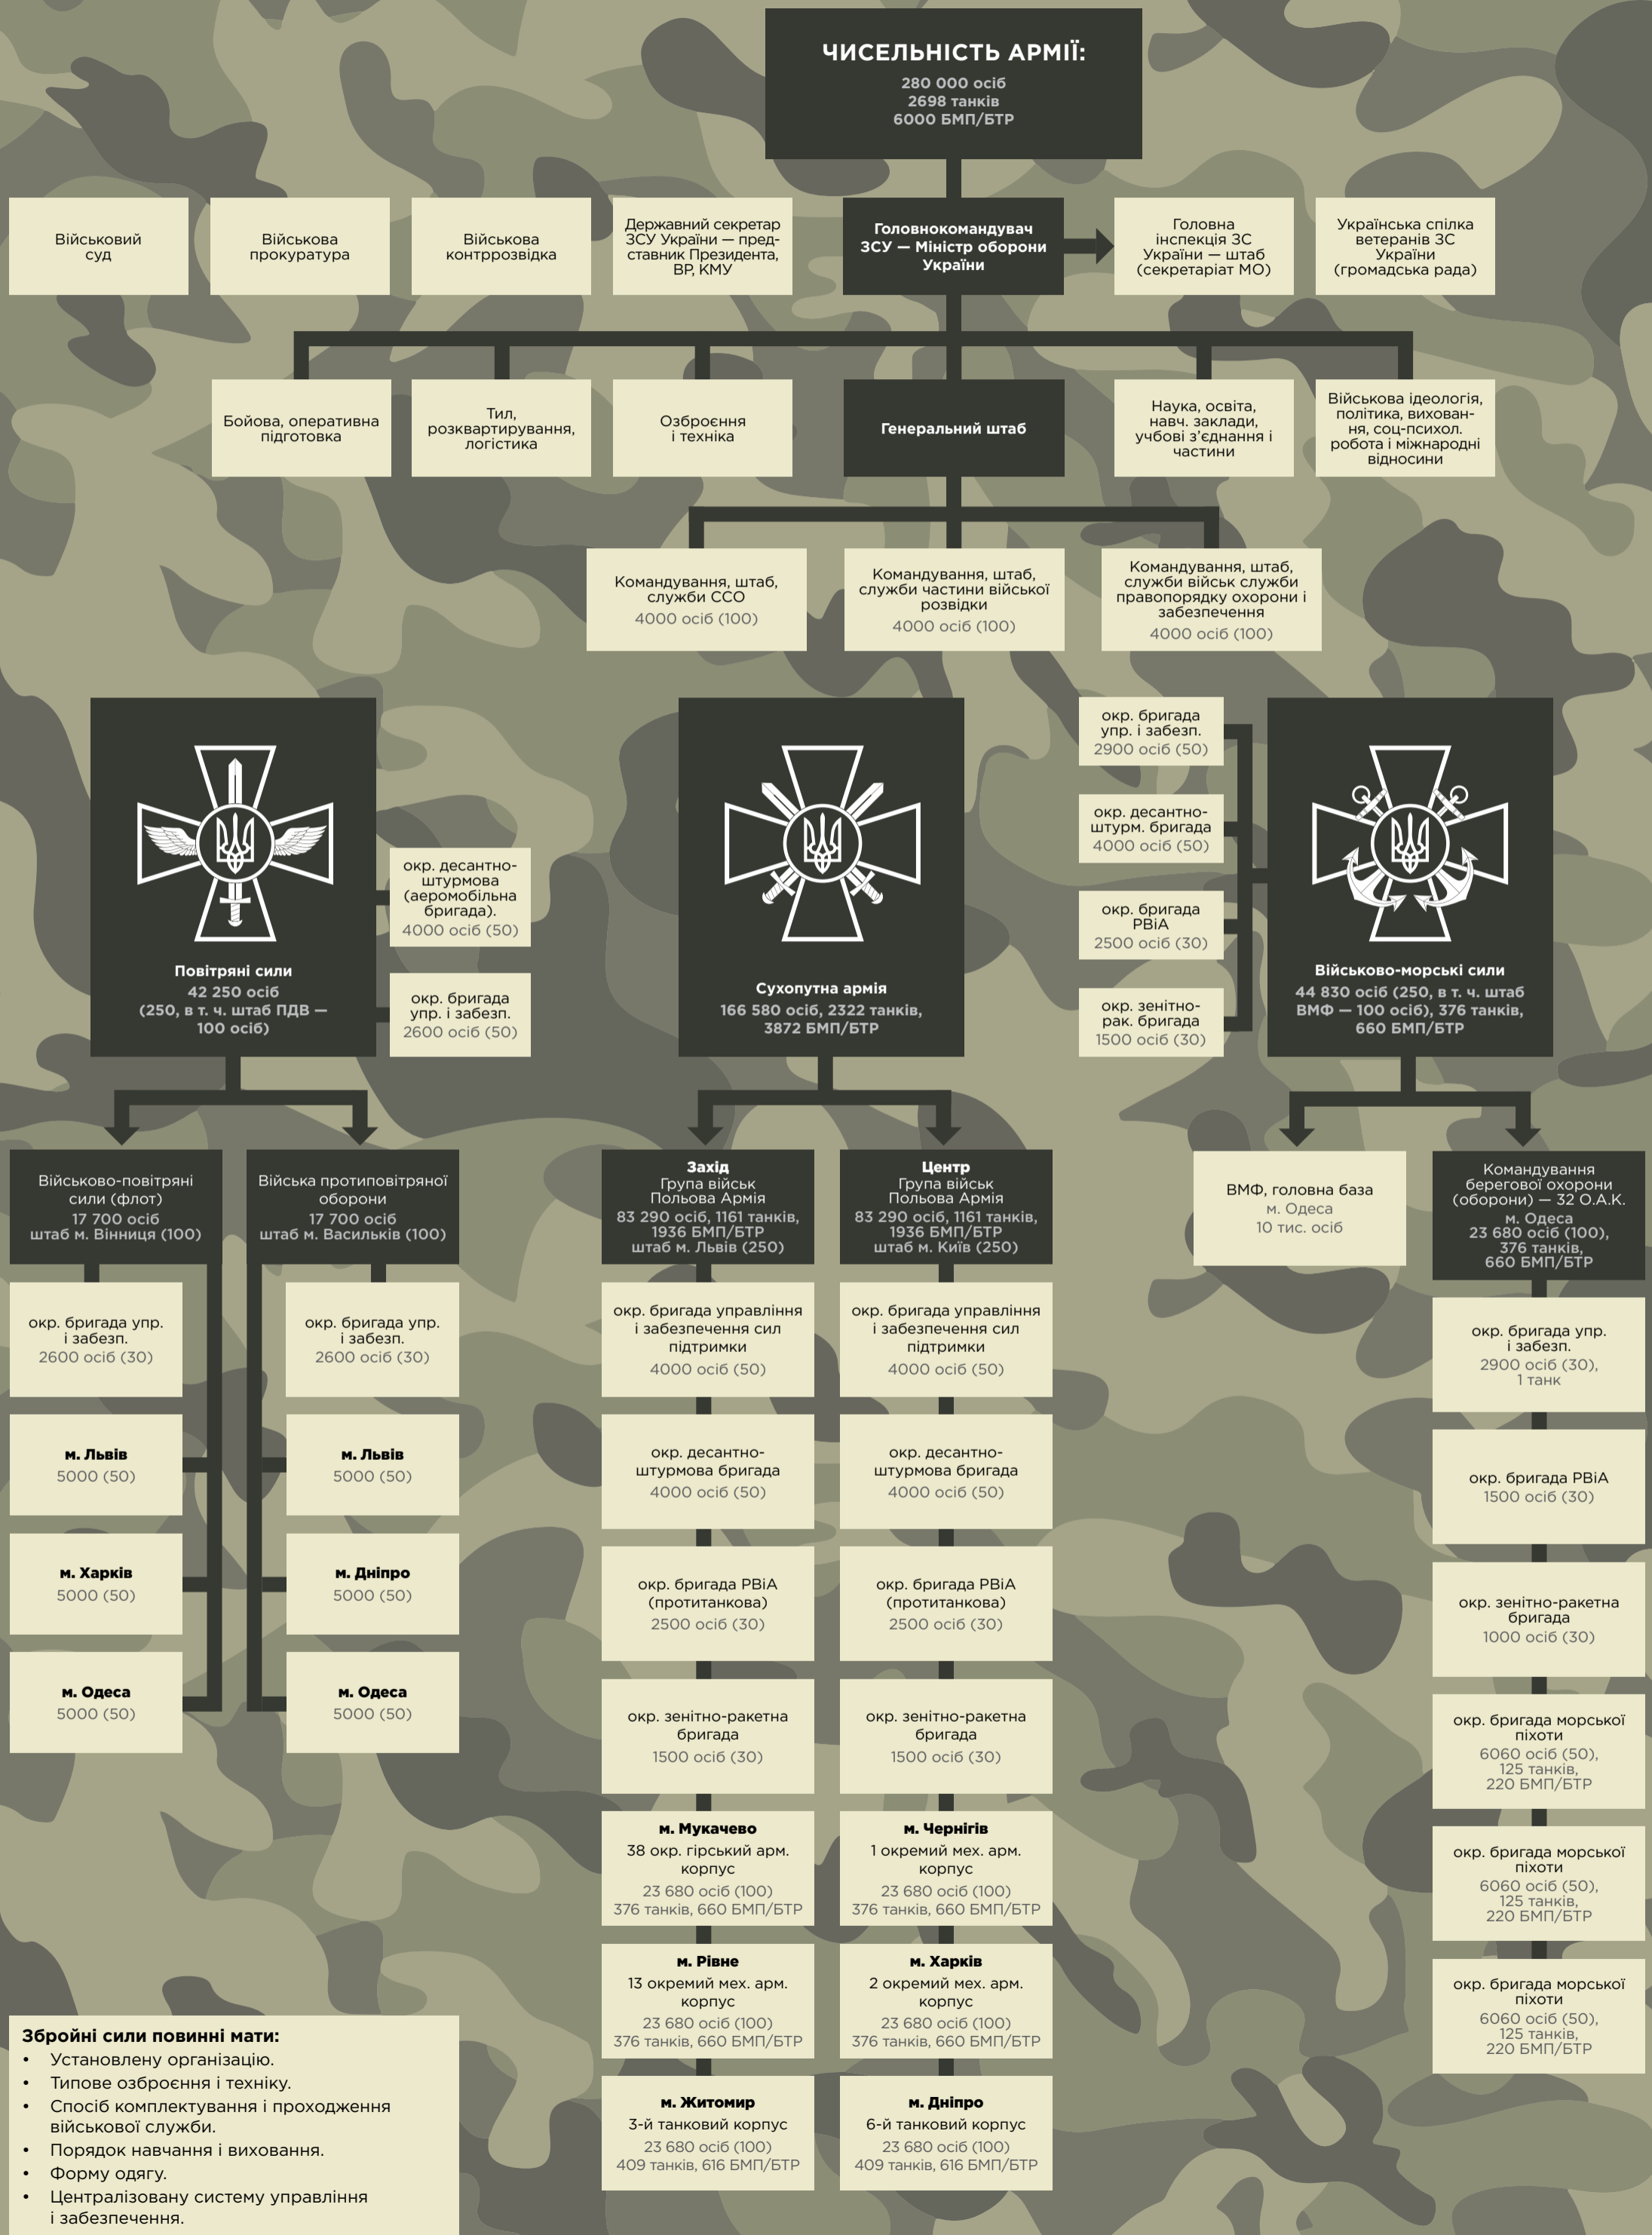 ЧИСЕЛЬНІСТЬ АРМІЇ:
280 000 осіб
2698 танків
6000 БМП/БТР
Військовий
суд
Військова
прокуратура
Військова
контррозвідка
Державний секретар
ЗСУ України — пред-
ставник Президента,
ВР, КМУ
Головнокомандувач
ЗСУ — Міністр оборони
України
Головна
інспекція ЗС
України — штаб
(секретаріат МО)
Українська спілка
ветеранів ЗС
України
(громадська рада)
Бойова, оперативна
підготовка
Тил,
розквартирування,
логістика
Озброєння
і техніка
Генеральний штаб
Наука, освіта,
навч. заклади,
учбові з’єднання і
частини
Військова ідеологія,
політика, вихован-
ня, соц-психол.
робота і міжнародні
відносини
Командування, штаб,
служби ССО
4000 осіб (100)
Командування, штаб,
служби частини війської
розвідки
4000 осіб (100)
Командування, штаб,
служби військ служби
правопорядку охорони і
забезпечення
4000 осіб (100)
Повітряні сили
42 250 осіб
(250, в т. ч. штаб ПДВ —
100 осіб)
окр. десантно-
штурмова
(аеромобільна
бригада).
4000 осіб (50)
окр. бригада
упр. і забезп.
2600 осіб (50)
Сухопутна армія
166 580 осіб, 2322 танків,
3872 БМП/БТР
окр. бригада
упр. і забезп.
2900 осіб (50)
окр. десантно-
штурм. бригада
4000 осіб (50)
окр. бригада
РВіА
2500 осіб (30)
окр. зенітно-
рак. бригада
1500 осіб (30)
Військово-морські сили
44 830 осіб (250, в т. ч. штаб
ВМФ — 100 осіб), 376 танків,
660 БМП/БТР
Військово-повітряні
сили (флот)
17 700 осіб
штаб м. Вінниця (100)
окр. бригада упр.
і забезп.
2600 осіб (30)
м. Львів
5000 (50)
м. Харків
5000 (50)
м. Одеса
5000 (50)
Війська протиповітряної
оборони
17 700 осіб
штаб м. Васильків (100)
окр. бригада упр.
і забезп.
2600 осіб (30)
м. Львів
5000 (50)
м. Дніпро
5000 (50)
м. Одеса
5000 (50)
Захід
Група військ
Польова Армія
83 290 осіб, 1161 танків,
1936 БМП/БТР
штаб м. Львів (250)
окр. бригада управління
і забезпечення сил
підтримки
4000 осіб (50)
окр. десантно-
штурмова бригада
4000 осіб (50)
окр. бригада РВіА
(протитанкова)
2500 осіб (30)
окр. зенітно-ракетна
бригада
1500 осіб (30)
м. Мукачево
38 окр. гірський арм.
корпус
23 680 осіб (100)
376 танків, 660 БМП/БТР
м. Рівне
13 окремий мех. арм.
корпус
23 680 осіб (100)
376 танків, 660 БМП/БТР
м. Житомир
3-й танковий корпус
23 680 осіб (100)
409 танків, 616 БМП/БТР
Центр
Група військ
Польова Армія
83 290 осіб, 1161 танків,
1936 БМП/БТР
штаб м. Київ (250)
окр. бригада управління
і забезпечення сил
підтримки
4000 осіб (50)
окр. десантно-
штурмова бригада
4000 осіб (50)
окр. бригада РВіА
(протитанкова)
2500 осіб (30)
окр. зенітно-ракетна
бригада
1500 осіб (30)
м. Чернігів
1 окремий мех. арм.
корпус
23 680 осіб (100)
376 танків, 660 БМП/БТР
м. Харків
2 окремий мех. арм.
корпус
23 680 осіб (100)
376 танків, 660 БМП/БТР
м. Дніпро
6-й танковий корпус
23 680 осіб (100)
409 танків, 616 БМП/БТР
ВМФ, головна база
м. Одеса
10 тис. осіб
Командування
берегової охорони
(оборони) — 32 О.А.К.
м. Одеса
23 680 осіб (100),
376 танків,
660 БМП/БТР
окр. бригада упр.
і забезп.
2900 осіб (30),
1 танк
окр. бригада РВіА
1500 осіб (30)
окр. зенітно-ракетна
бригада
1000 осіб (30)
окр. бригада морської
піхоти
6060 осіб (50),
125 танків,
220 БМП/БТР
окр. бригада морської
піхоти
6060 осіб (50),
125 танків,
220 БМП/БТР
окр. бригада морської
піхоти
6060 осіб (50),
125 танків,
220 БМП/БТР
Збройні сили повинні мати:
• Установлену організацію.
• Типове озброєння і техніку.
• Спосіб комплектування і проходження
військової служби.
• Порядок навчання і виховання.
• Форму одягу.
• Централізовану систему управління
і забезпечення.